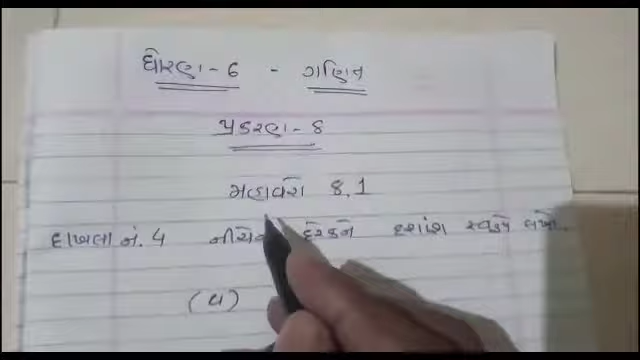 ધોરણ - 6 - ગણિત
પ્રકરણ - 8
મહાવરો 8.1
દાખલા નં. 4 દરેકને દશાંશ સ્વરૂપે લખો.
(ય)